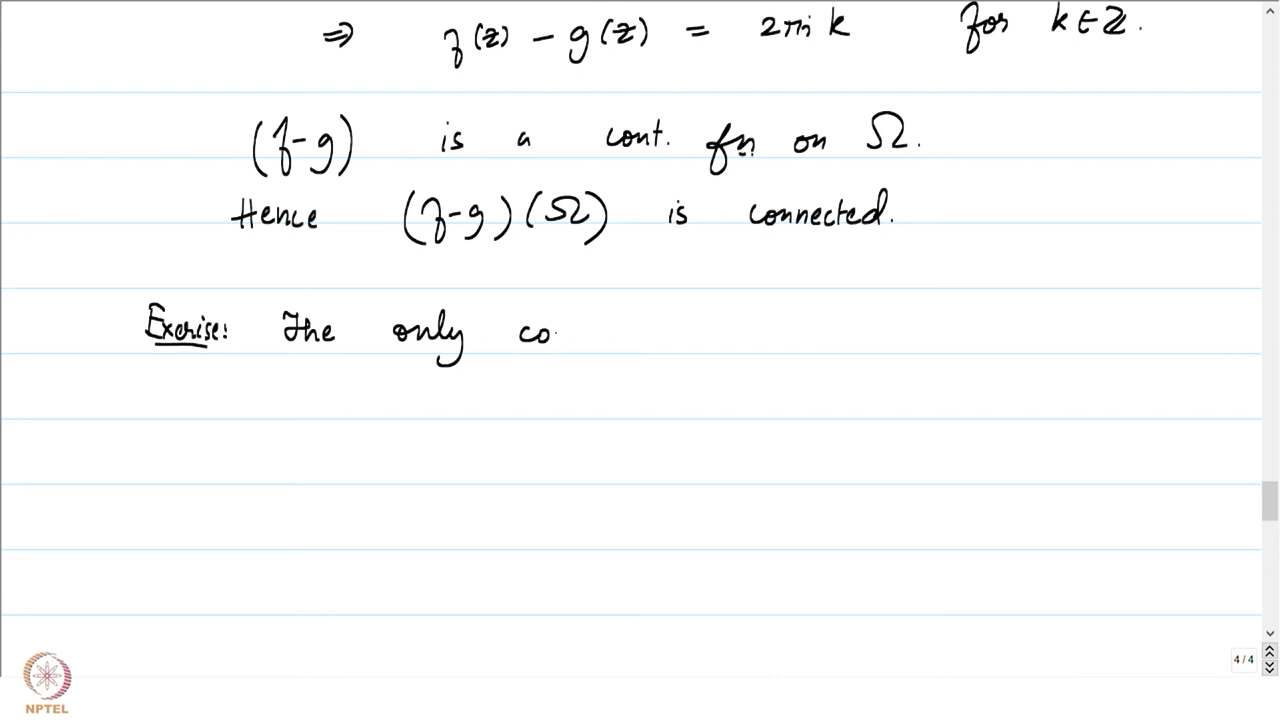 ⇒ f(z) - g(z) = 2πi k for k ∈ ℤ.
(f-g) is a cont. fn on Ω.
Hence (f-g)(Ω) is connected.
Exercise: The only co
4 / 4
NPTEL